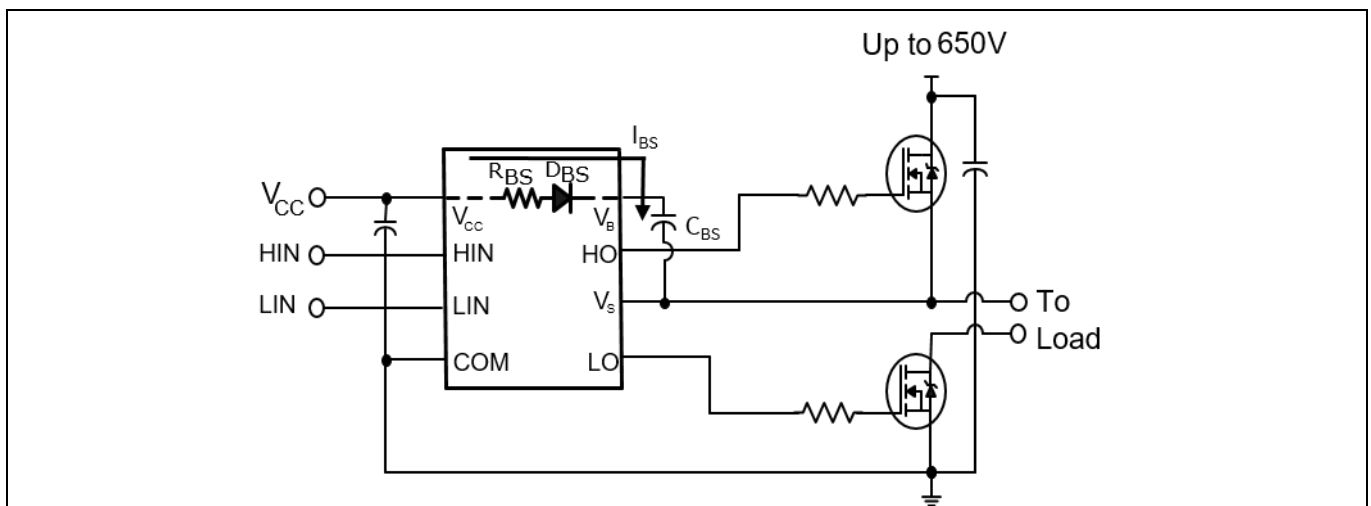 Up to 650V
I_BS
R_BS D_BS
V_CC
V_CC
V_B
C_BS
HIN
HIN
HO
LIN
LIN
V_S
To
Load
COM
LO